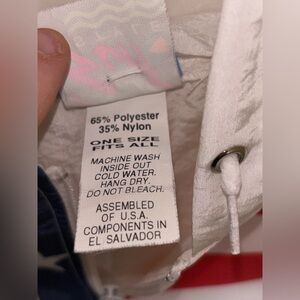 65% Polyester
35% Nylon
ONE SIZE
FITS ALL
MACHINE WASH
INSIDE OUT
COLD WATER.
HANG DRY.
DO NOT BLEACH.
ASSEMBLED
OF U.S.A.
COMPONENTS IN
EL SALVADOR